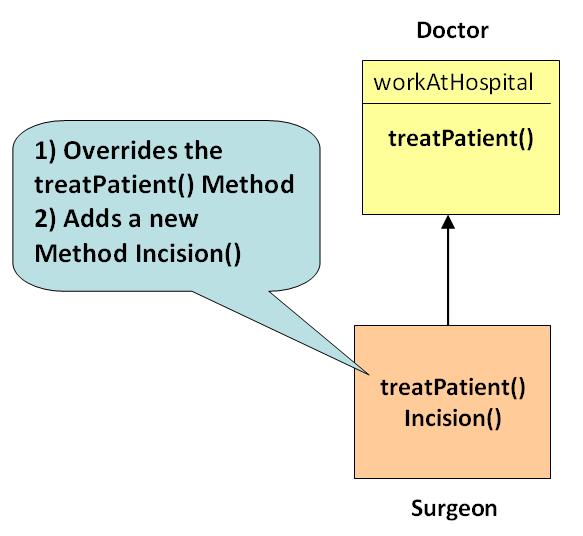 Doctor
workAtHospital
treatPatient()
1) Overrides the
treatPatient() Method
2) Adds a new
Method Incision()
treatPatient()
Incision()
Surgeon